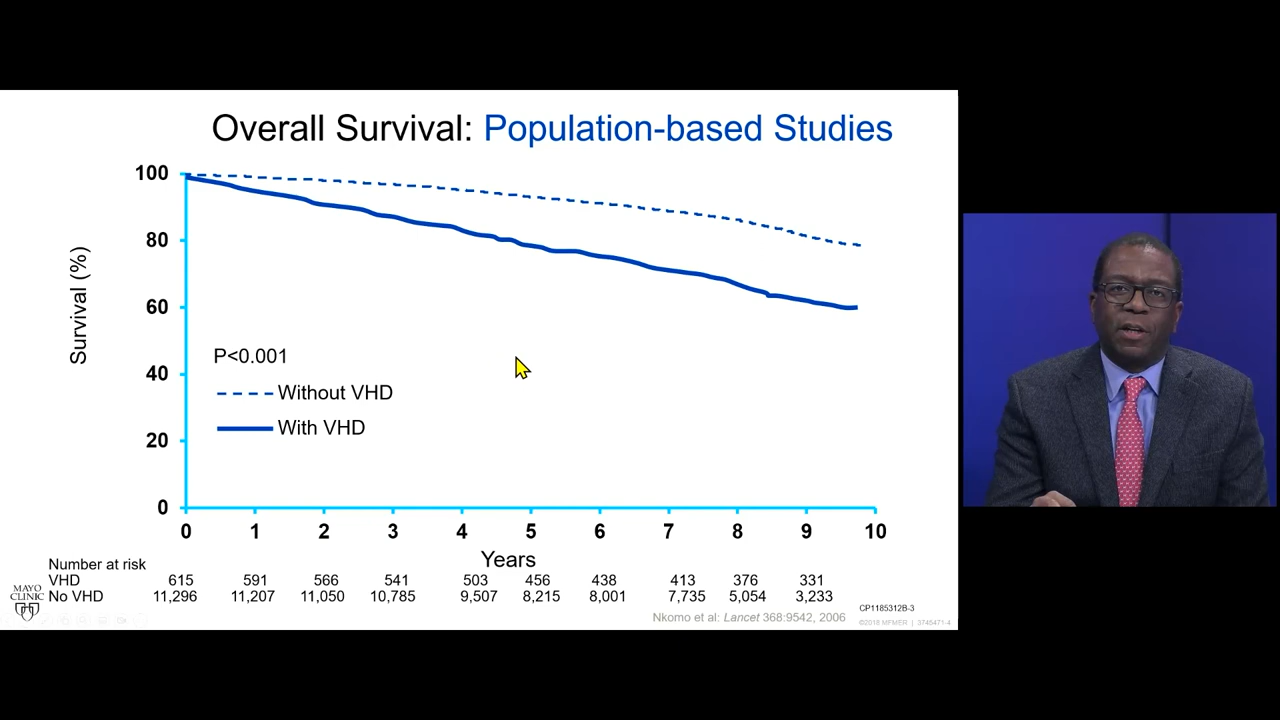 Overall Survival: Population-based Studies
100
80
60
40
20
0
Survival (%)
P<0.001
Without VHD
With VHD
0 1 2 3 4 5 6 7 8 9 10
Years
Number at risk
VHD 615 591 566 541 503 456 438 413 376 331
No VHD 11,296 11,207 11,050 10,785 9,507 8,215 8,001 7,735 5,054 3,233
MAYO
CLINIC
CP1185312B-3
Nkomo et al: Lancet 368:9542, 2006
©2018 MFMER | 3745471-4